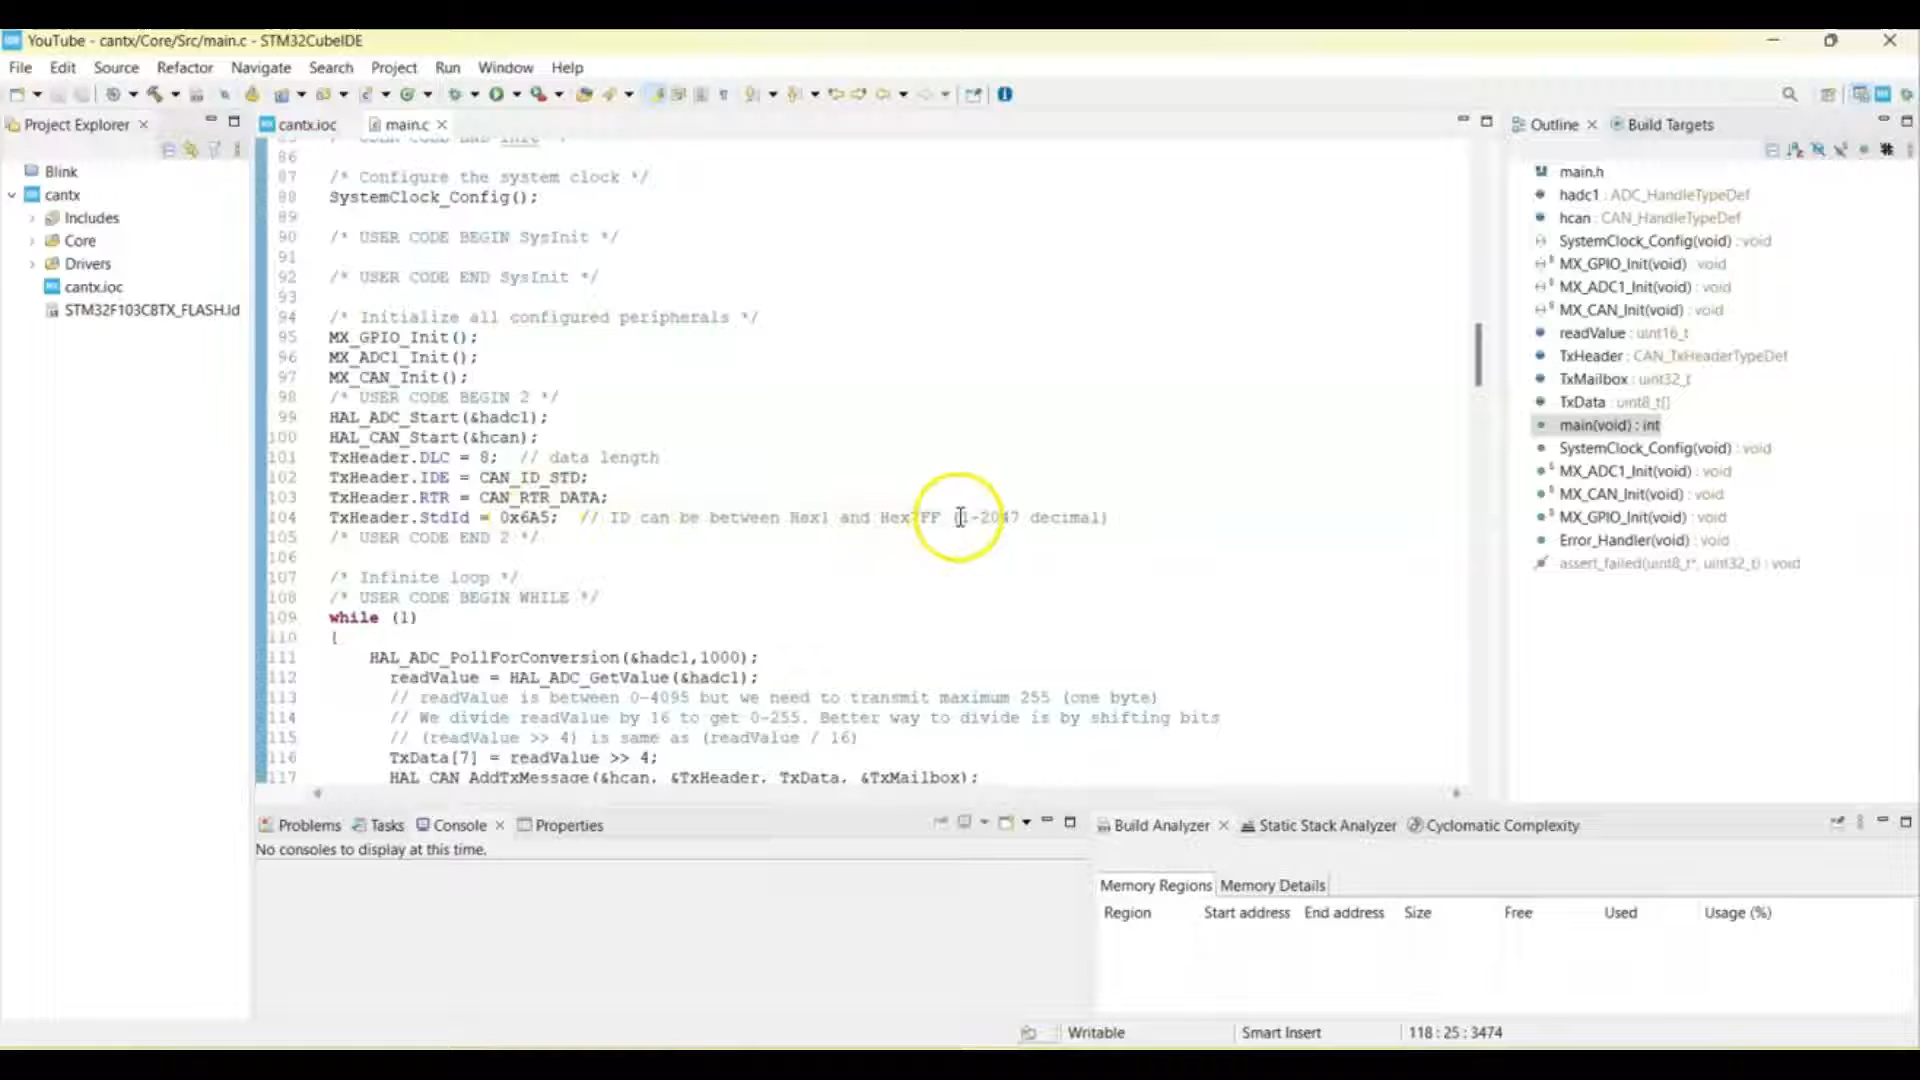 YouTube - cantx/Core/Src/main.c - STM32CubeIDE
File Edit Source Refactor Navigate Search Project Run Window Help
Project Explorer
cantx.ioc
main.c
Outline
Build Targets
Blink
cantx
Includes
Core
Drivers
cantx.ioc
STM32F103C8TX_FLASH.ld
86
87 /* Configure the system clock */
88 SystemClock_Config();
89
90 /* USER CODE BEGIN SysInit */
91
92 /* USER CODE END SysInit */
93
94 /* Initialize all configured peripherals */
95 MX_GPIO_Init();
96 MX_ADC1_Init();
97 MX_CAN_Init();
98 /* USER CODE BEGIN 2 */
99 HAL_ADC_Start(&hadc1);
100 HAL_CAN_Start(&hcan);
101 TxHeader.DLC = 8; // data length
102 TxHeader.IDE = CAN_ID_STD;
103 TxHeader.RTR = CAN_RTR_DATA;
104 TxHeader.StdId = 0x6A5; // ID can be between Hex1 and Hex7FF (1-2047 decimal)
105 /* USER CODE END 2 */
106
107 /* Infinite loop */
108 /* USER CODE BEGIN WHILE */
109 while (1)
110 {
111 HAL_ADC_PollForConversion(&hadc1,1000);
112 readValue = HAL_ADC_GetValue(&hadc1);
113 // readValue is between 0-4095 but we need to transmit maximum 255 (one byte)
114 // We divide readValue by 16 to get 0-255. Better way to divide is by shifting bits
115 // (readValue >> 4) is same as (readValue / 16)
116 TxData[7] = readValue >> 4;
117 HAL_CAN_AddTxMessage(&hcan, &TxHeader, TxData, &TxMailbox);
main.h
hadc1 : ADC_HandleTypeDef
hcan : CAN_HandleTypeDef
SystemClock_Config(void) : void
MX_GPIO_Init(void) : void
MX_ADC1_Init(void) : void
MX_CAN_Init(void) : void
readValue : uint16_t
TxHeader : CAN_TxHeaderTypeDef
TxMailbox : uint32_t
TxData : uint8_t[]
main(void) : int
SystemClock_Config(void) : void
MX_ADC1_Init(void) : void
MX_CAN_Init(void) : void
MX_GPIO_Init(void) : void
Error_Handler(void) : void
assert_failed(uint8_t*, uint32_t) : void
Problems Tasks Console Properties
No consoles to display at this time.
Build Analyzer Static Stack Analyzer Cyclomatic Complexity
Memory Regions Memory Details
Region Start address End address Size Free Used Usage (%)
Writable Smart Insert 118 : 25 : 3474